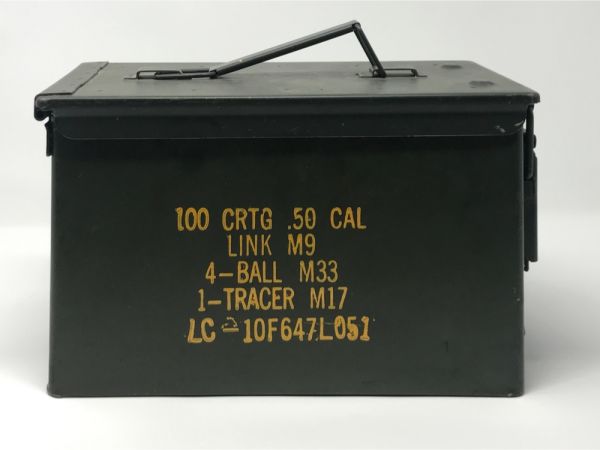 100 CRTG .50 CAL
LINK M9
4-BALL M33
1-TRACER M17
LC - 10F647L051